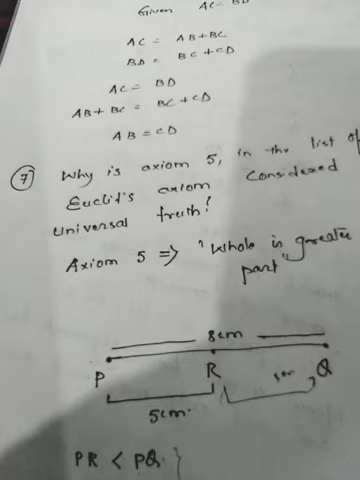 Given AC = BD
AC = AB+BC
BD = BC+CD
AC = BD
AB+BC = BC+CD
AB = CD
7 Why is axiom 5, in the list of
Euclid's axiom Considered
Universal truth?
Axiom 5 => "Whole is greater
part"
8cm
P R Q
5cm
PR < PQ }